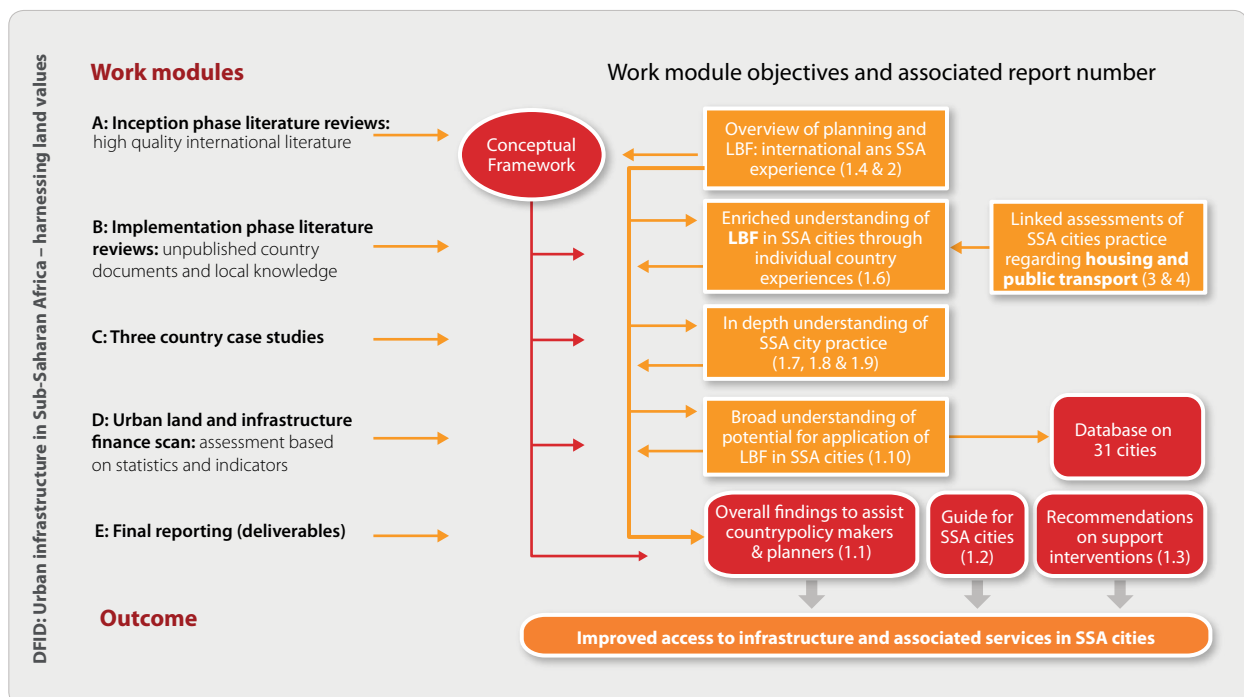 DFID: Urban infrastructure in Sub-Saharan Africa – harnessing land values
Work modules
Work module objectives and associated report number
A: Inception phase literature reviews:
high quality international literature
Conceptual
Framework
Overview of planning and
LBF: international ans SSA
experience (1.4 & 2)
B: Implementation phase literature
reviews: unpublished country
documents and local knowledge
Enriched understanding of
LBF in SSA cities through
individual country
experiences (1.6)
Linked assessments of
SSA cities practice
regarding housing and
public transport (3 & 4)
C: Three country case studies
In depth understanding of
SSA city practice
(1.7, 1.8 & 1.9)
D: Urban land and infrastructure
finance scan: assessment based
on statistics and indicators
Broad understanding of
potential for application of
LBF in SSA cities (1.10)
Database on
31 cities
E: Final reporting (deliverables)
Overall findings to assist
countrypolicy makers
& planners (1.1)
Guide for
SSA cities
(1.2)
Recommendations
on support
interventions (1.3)
Outcome
Improved access to infrastructure and associated services in SSA cities